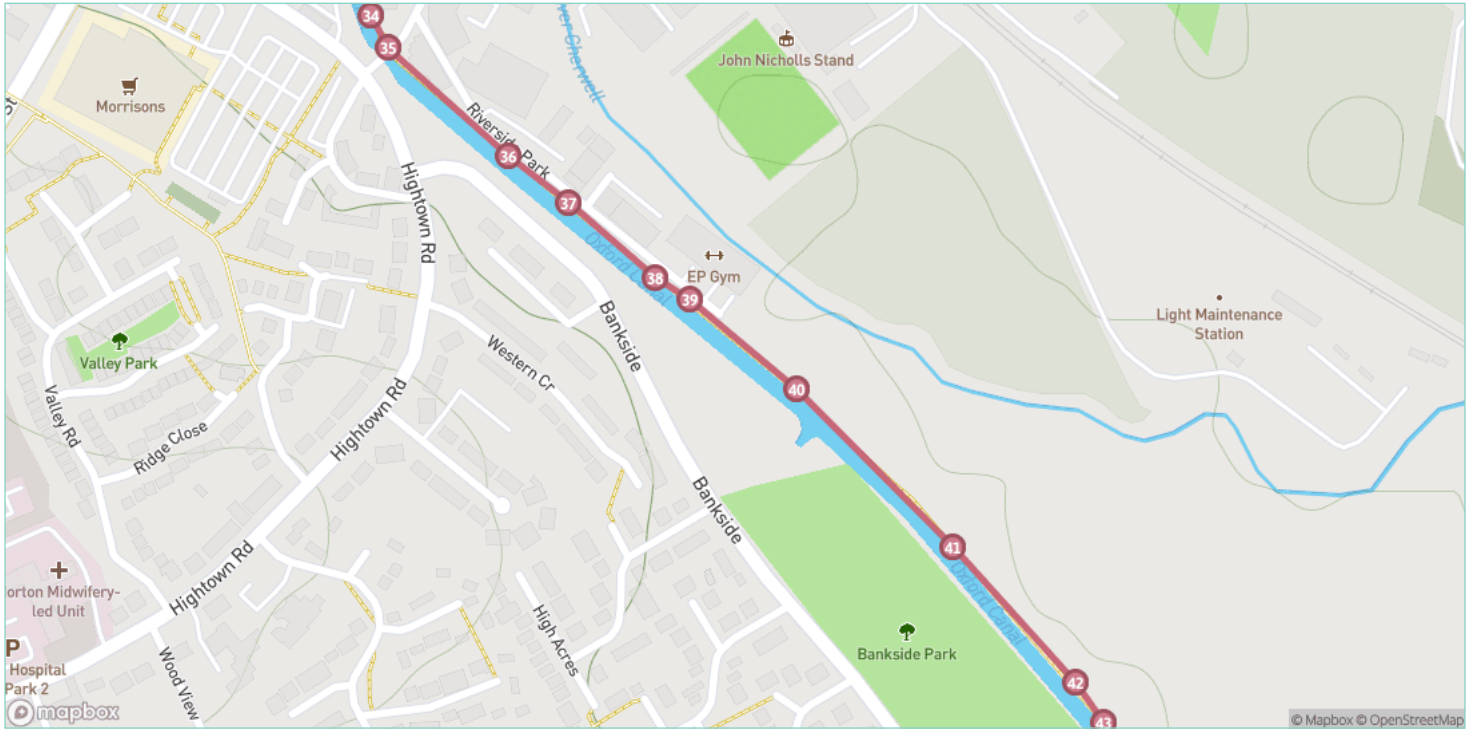 34
35
ver Cherwell
John Nicholls Stand
Morrisons
St
Riverside Park
36
Hightown Rd
37
Oxford Canal
38
EP Gym
39
Light Maintenance
Station
Bankside
Valley Park
Western Cr
40
Valley Rd
Hightown Rd
Ridge Close
Bankside
41
Oxford Canal
Hightown Rd
orton Midwifery-
led Unit
High Acres
Bankside Park
P
Hospital
Park 2
Wood View
42
43
mapbox
© Mapbox © OpenStreetMap